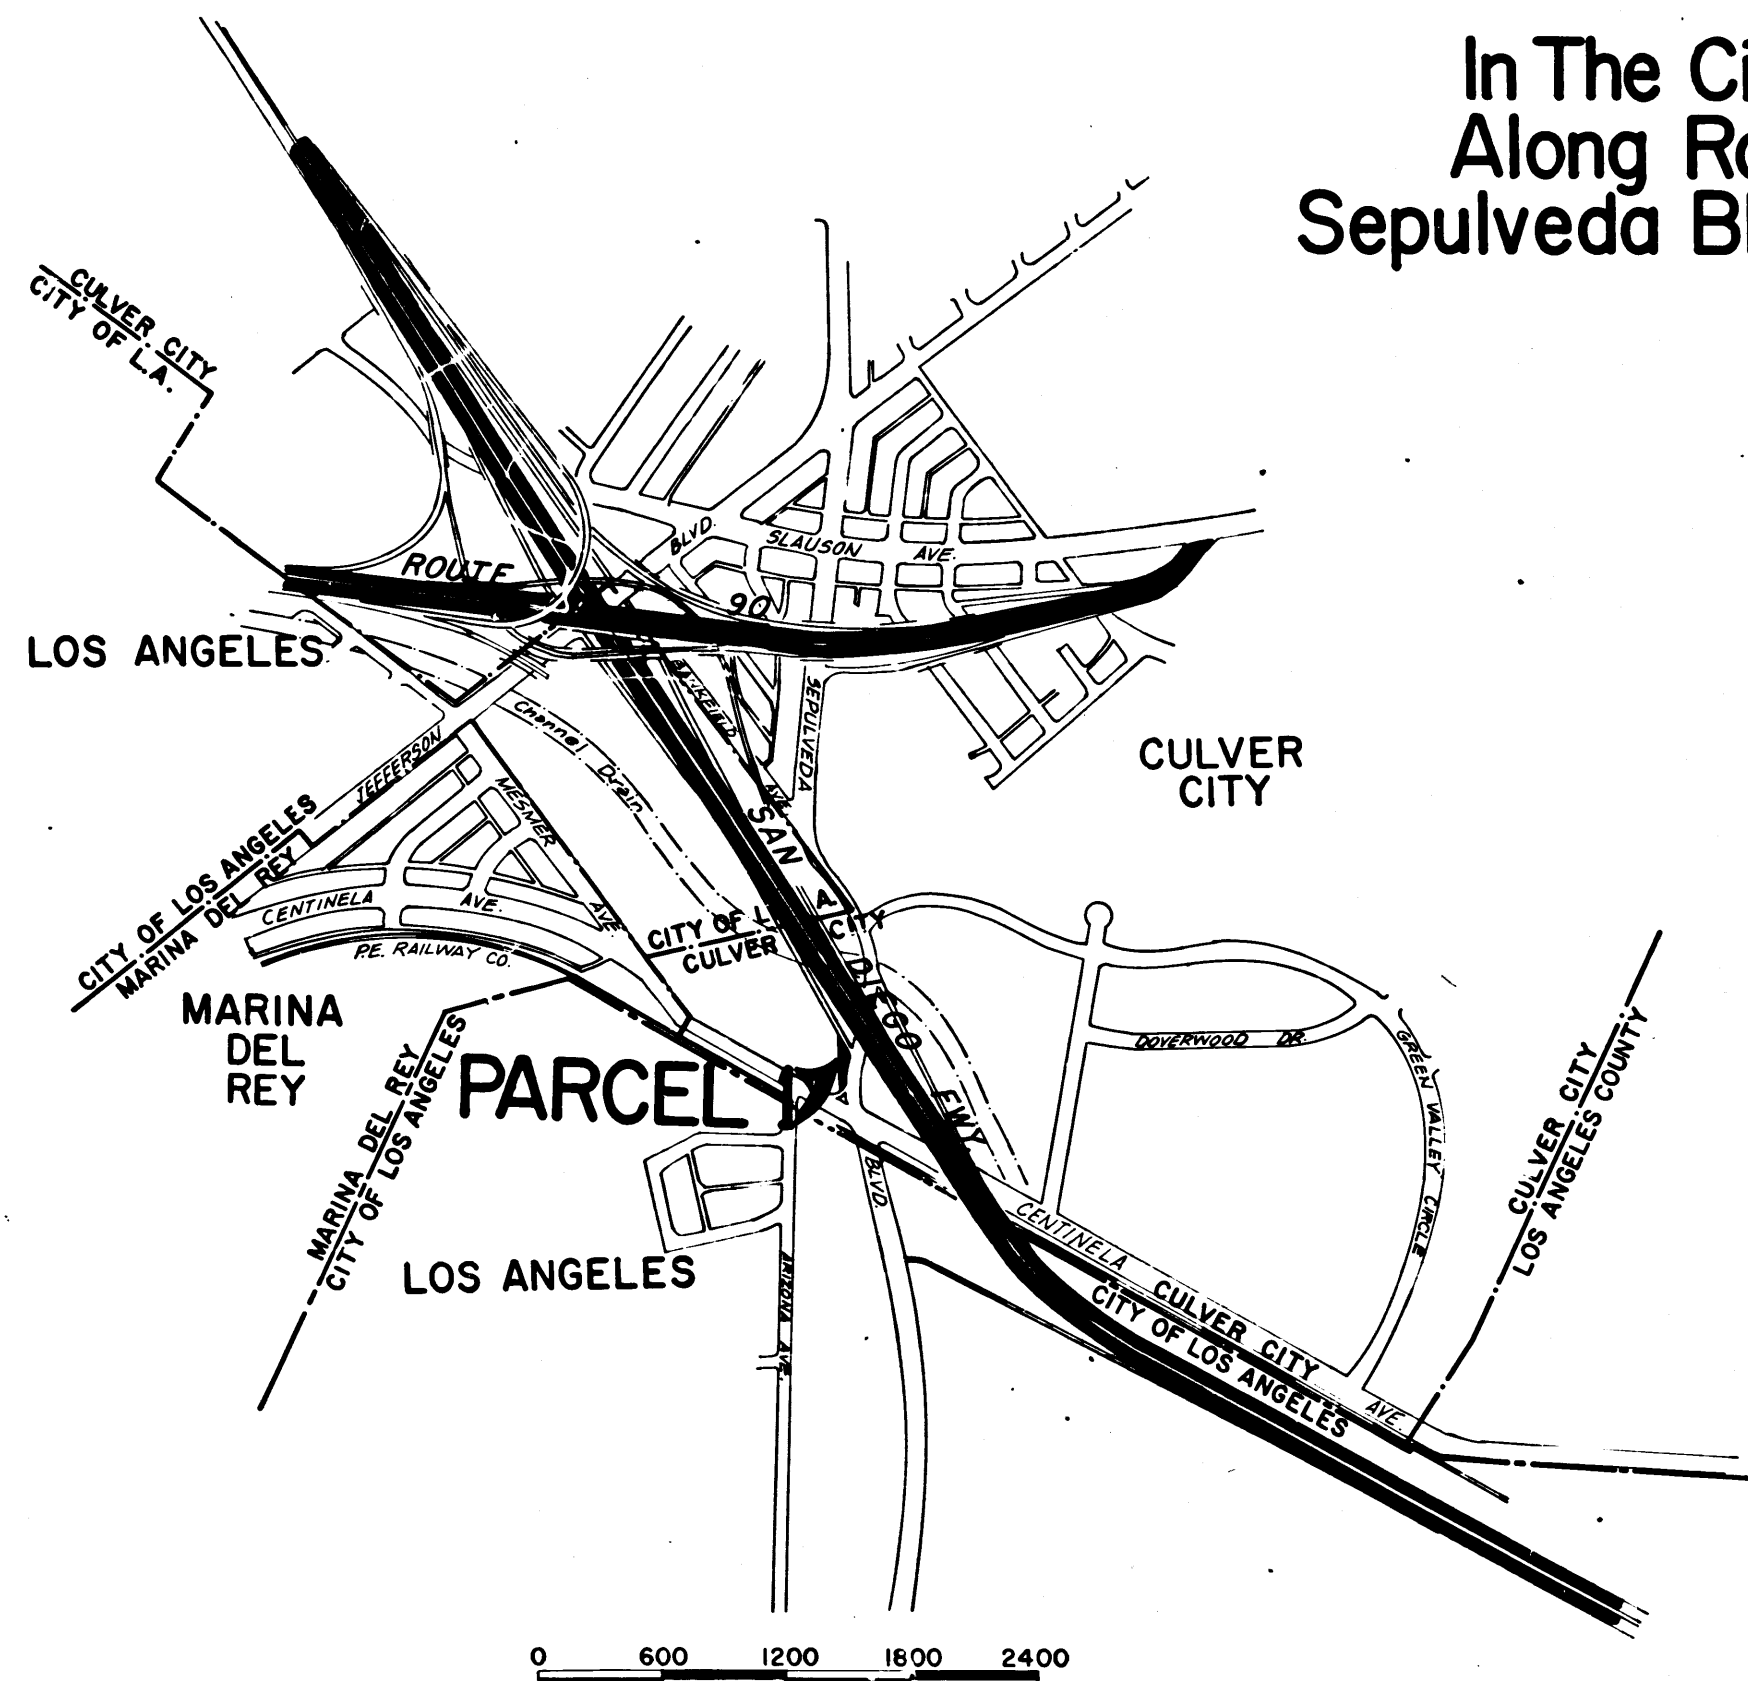 In The Ci
Along Ro
Sepulveda Bl
CULVER CITY
CITY OF L.A.
BLVD.
SLAUSON AVE.
ROUTE 90
LOS ANGELES
FAIRFIELD AVE.
SEPULVEDA
Channel Drain
CULVER
CITY
JEFFERSON
MESMER AVE.
CITY OF LOS ANGELES
MARINA DEL REY
CENTINELA AVE.
P.E. RAILWAY CO.
CITY OF L.A.
CULVER CITY
SAN DIEGO FWY.
MARINA
DEL
REY
DOVERWOOD DR.
GREEN VALLEY CIRCLE
CULVER CITY
LOS ANGELES COUNTY
PARCEL
MARINA DEL REY
CITY OF LOS ANGELES
BLVD.
LOS ANGELES
ARIZONA AVE.
CENTINELA AVE.
CULVER CITY
CITY OF LOS ANGELES
0 600 1200 1800 2400